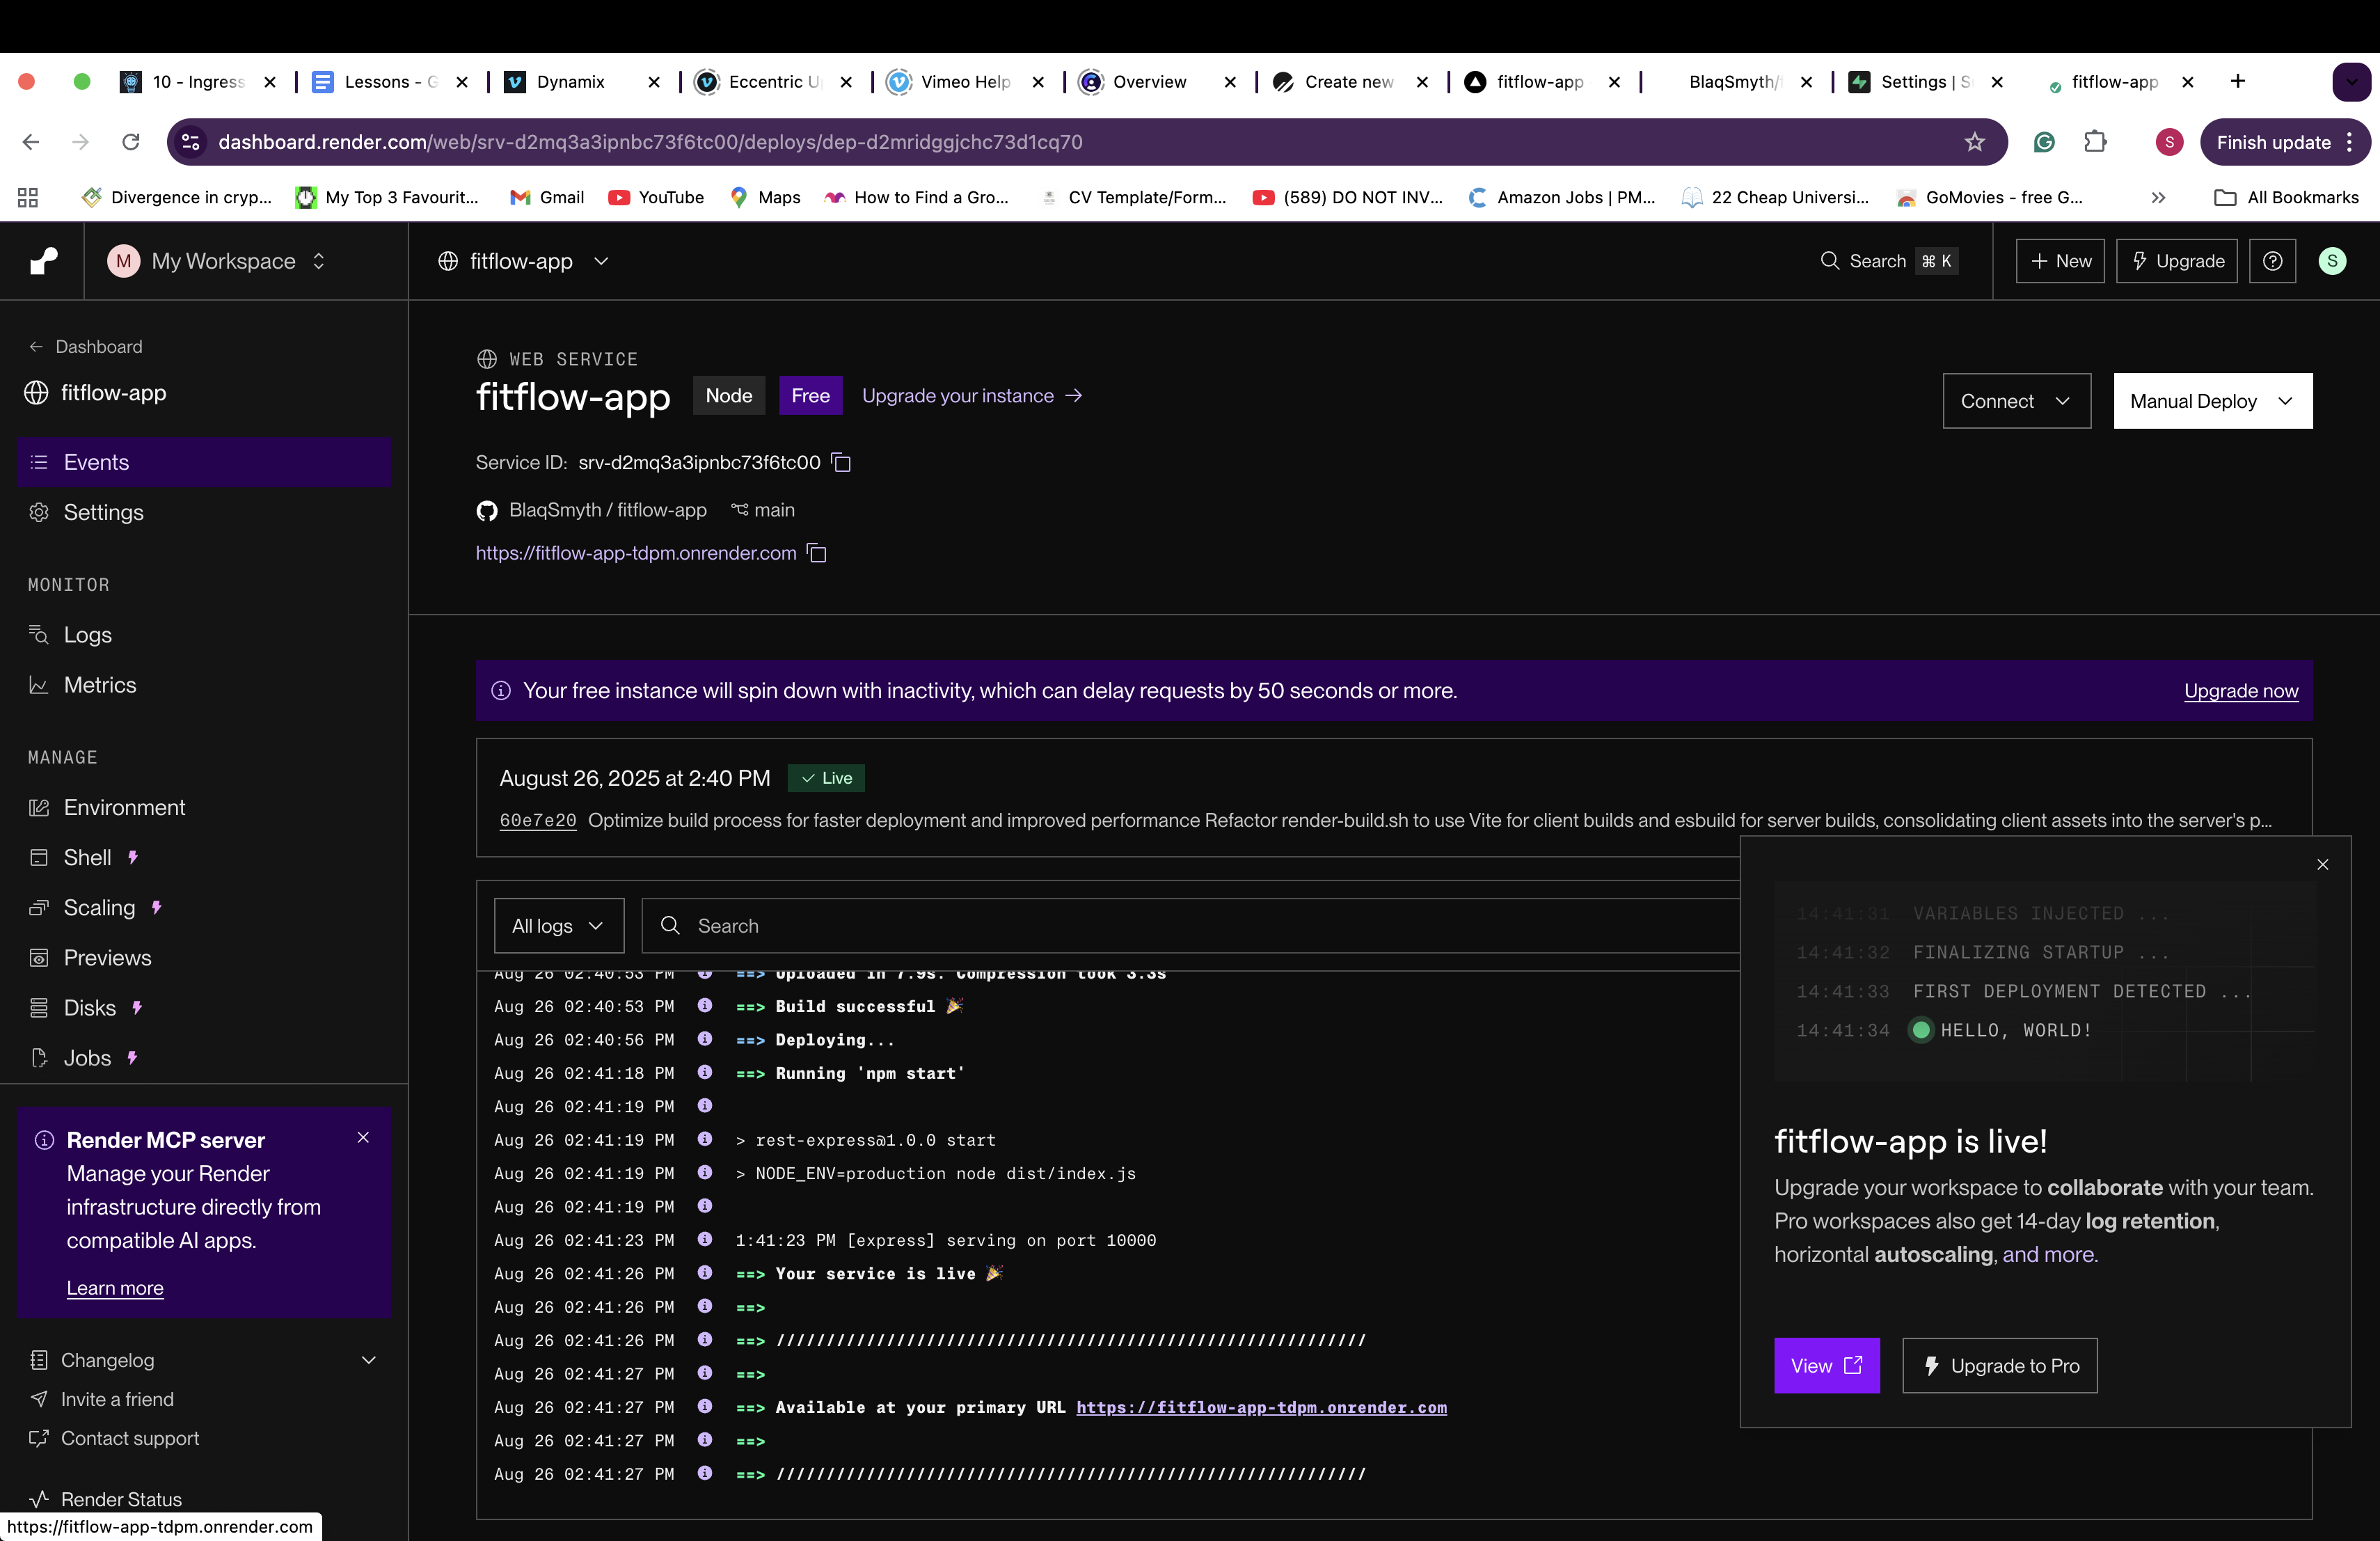 10 - Ingress
Lessons - G
Dynamix
Eccentric U
Vimeo Help
Overview
Create new
fitflow-app
BlaqSmyth/
Settings | S
fitflow-app
dashboard.render.com/web/srv-d2mq3a3ipnbc73f6tc00/deploys/dep-d2mridggjchc73d1cq70
S
Finish update
Divergence in cryp...
My Top 3 Favourit...
Gmail
YouTube
Maps
How to Find a Gro...
CV Template/Form...
(589) DO NOT INV...
Amazon Jobs | PM...
22 Cheap Universi...
GoMovies - free G...
All Bookmarks
M My Workspace
fitflow-app
Search ⌘ K
+ New
Upgrade
S
← Dashboard
fitflow-app
Events
Settings
MONITOR
Logs
Metrics
MANAGE
Environment
Shell
Scaling
Previews
Disks
Jobs
Render MCP server
Manage your Render
infrastructure directly from
compatible AI apps.
Learn more
Changelog
Invite a friend
Contact support
Render Status
https://fitflow-app-tdpm.onrender.com
WEB SERVICE
fitflow-app Node Free Upgrade your instance →
Connect
Manual Deploy
Service ID: srv-d2mq3a3ipnbc73f6tc00
BlaqSmyth / fitflow-app main
https://fitflow-app-tdpm.onrender.com
Your free instance will spin down with inactivity, which can delay requests by 50 seconds or more. Upgrade now
August 26, 2025 at 2:40 PM ✓ Live
60e7e20 Optimize build process for faster deployment and improved performance Refactor render-build.sh to use Vite for client builds and esbuild for server builds, consolidating client assets into the server's p...
All logs
Search
Aug 26 02:40:53 PM ==> Uploaded in 7.9s. Compression took 3.3s
Aug 26 02:40:53 PM ==> Build successful 🎉
Aug 26 02:40:56 PM ==> Deploying...
Aug 26 02:41:18 PM ==> Running 'npm start'
Aug 26 02:41:19 PM
Aug 26 02:41:19 PM > rest-express@1.0.0 start
Aug 26 02:41:19 PM > NODE_ENV=production node dist/index.js
Aug 26 02:41:19 PM
Aug 26 02:41:23 PM 1:41:23 PM [express] serving on port 10000
Aug 26 02:41:26 PM ==> Your service is live 🎉
Aug 26 02:41:26 PM ==>
Aug 26 02:41:26 PM ==> ///////////////////////////////////////////////////////////
Aug 26 02:41:27 PM ==>
Aug 26 02:41:27 PM ==> Available at your primary URL https://fitflow-app-tdpm.onrender.com
Aug 26 02:41:27 PM ==>
Aug 26 02:41:27 PM ==> ///////////////////////////////////////////////////////////
14:41:31 VARIABLES INJECTED ...
14:41:32 FINALIZING STARTUP ...
14:41:33 FIRST DEPLOYMENT DETECTED ...
14:41:34 HELLO, WORLD!
fitflow-app is live!
Upgrade your workspace to collaborate with your team.
Pro workspaces also get 14-day log retention,
horizontal autoscaling, and more.
View
Upgrade to Pro